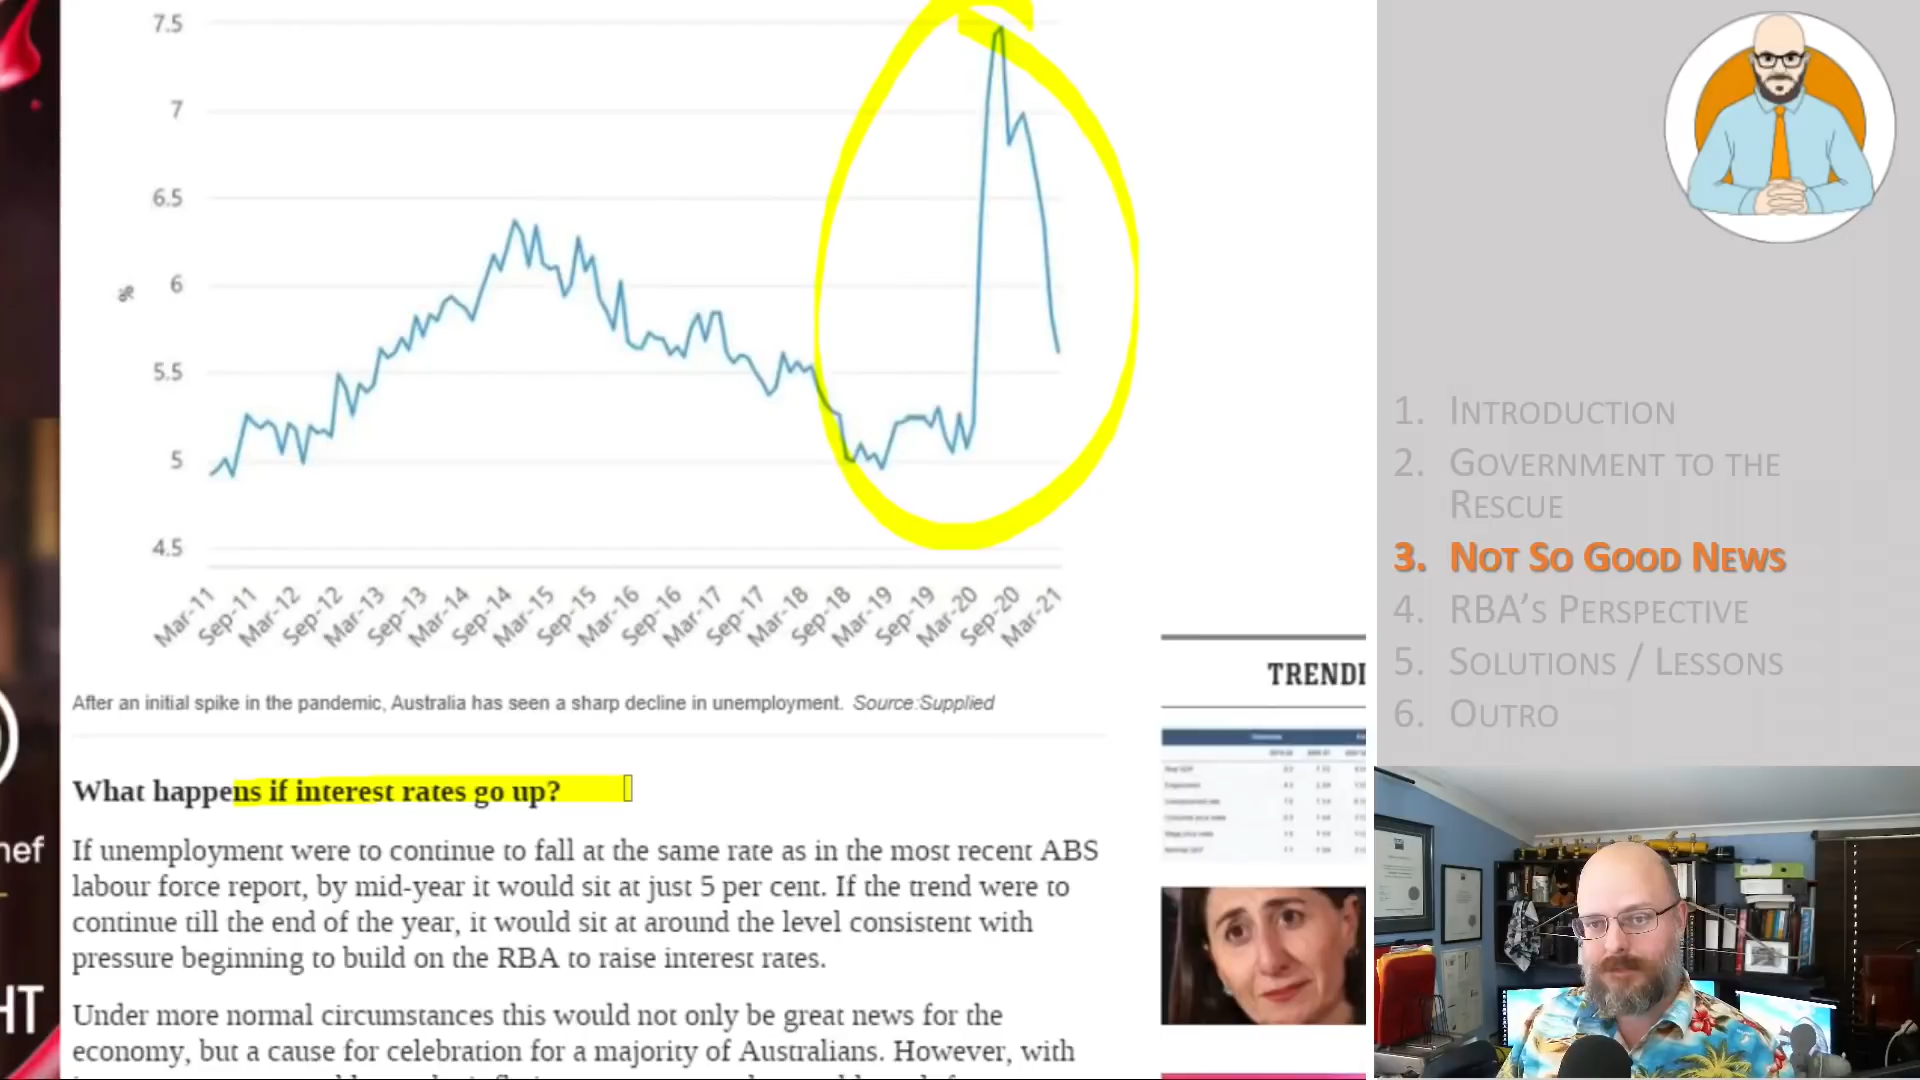 7.5
7
6.5
6
%
5.5
5
4.5
Mar-11
Sep-11
Mar-12
Sep-12
Mar-13
Sep-13
Mar-14
Sep-14
Mar-15
Sep-15
Mar-16
Sep-16
Mar-17
Sep-17
Mar-18
Sep-18
Mar-19
Sep-19
Mar-20
Sep-20
Mar-21
After an initial spike in the pandemic, Australia has seen a sharp decline in unemployment. Source:Supplied
What happens if interest rates go up?
If unemployment were to continue to fall at the same rate as in the most recent ABS
labour force report, by mid-year it would sit at just 5 per cent. If the trend were to
continue till the end of the year, it would sit at around the level consistent with
pressure beginning to build on the RBA to raise interest rates.
Under more normal circumstances this would not only be great news for the
economy, but a cause for celebration for a majority of Australians. However, with
TRENDI
nef
HT
1. INTRODUCTION
2. GOVERNMENT TO THE
RESCUE
3. NOT SO GOOD NEWS
4. RBA'S PERSPECTIVE
5. SOLUTIONS / LESSONS
6. OUTRO